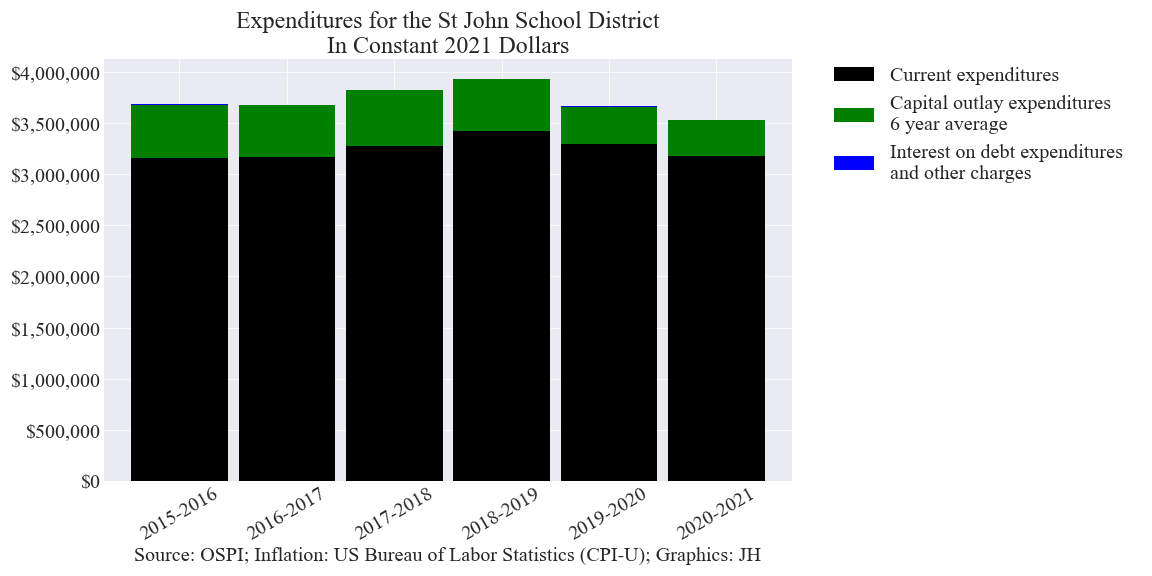 Expenditures for the St John School District
In Constant 2021 Dollars
$4,000,000
$3,500,000
$3,000,000
$2,500,000
$2,000,000
$1,500,000
$1,000,000
$500,000
$0
2015-2016
2016-2017
2017-2018
2018-2019
2019-2020
2020-2021
Source: OSPI; Inflation: US Bureau of Labor Statistics (CPI-U); Graphics: JH
Current expenditures
Capital outlay expenditures
6 year average
Interest on debt expenditures
and other charges